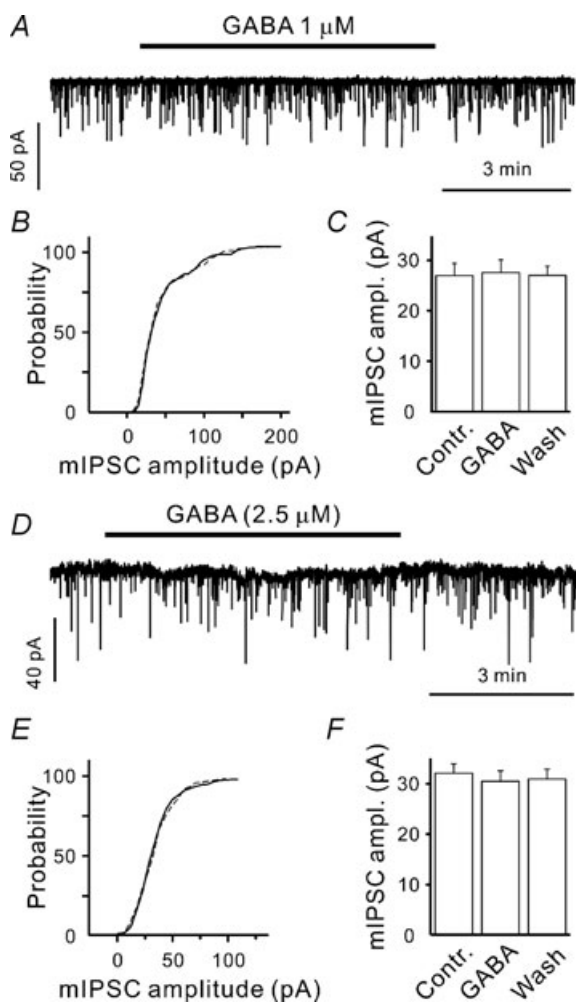 A
GABA 1 µM
50 pA
3 min
B
Probability
100
50
0
0 100 200
mIPSC amplitude (pA)
C
mIPSC ampl. (pA)
30
20
10
0
Contr. GABA Wash
D
GABA (2.5 µM)
40 pA
3 min
E
Probability
100
50
0
0 50 100
mIPSC amplitude (pA)
F
mIPSC ampl. (pA)
30
20
10
0
Contr. GABA Wash